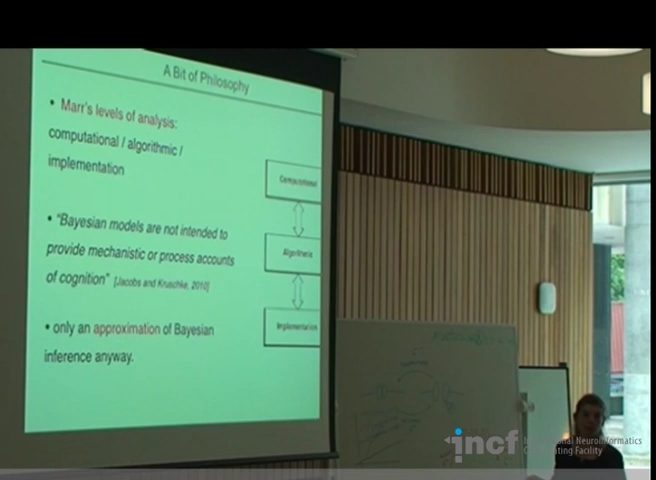 A Bit of Philosophy
• Marr's levels of analysis:
computational / algorithmic /
implementation
Computational
• "Bayesian models are not intended to
provide mechanistic or process accounts
of cognition" [Jacobs and Kruschke, 2010]
Algorithmic
Implementation
• only an approximation of Bayesian
inference anyway.
incf
International Neuroinformatics
Coordinating Facility